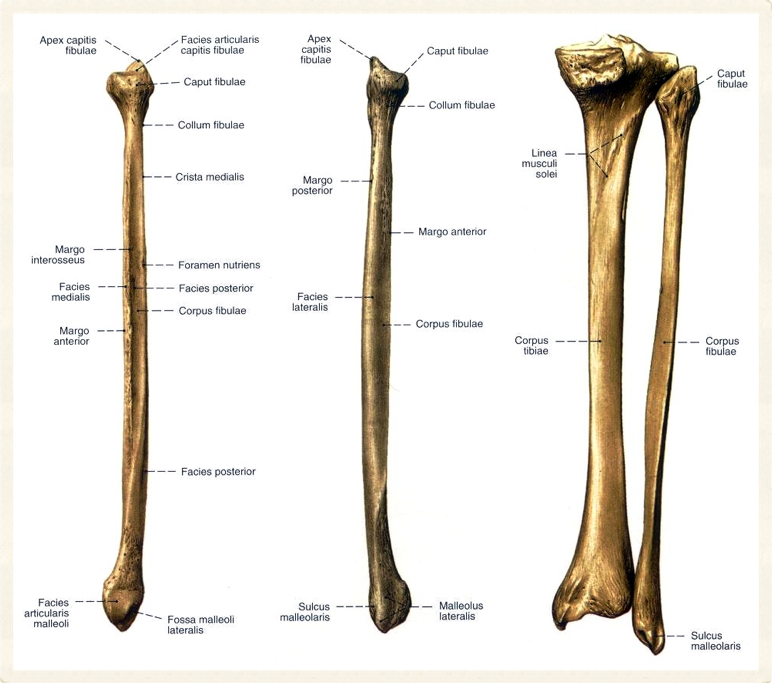 Apex capitis
fibulae
Facies articularis
capitis fibulae
Caput fibulae
Collum fibulae
Crista medialis
Margo
interosseus
Foramen nutriens
Facies
medialis
Facies posterior
Corpus fibulae
Margo
anterior
Facies posterior
Facies
articularis
malleoli
Fossa malleoli
lateralis
Apex
capitis
fibulae
Caput fibulae
Collum fibulae
Margo
posterior
Margo anterior
Facies
lateralis
Corpus fibulae
Sulcus
malleolaris
Malleolus
lateralis
Caput
fibulae
Linea
musculi
solei
Corpus
tibiae
Corpus
fibulae
Sulcus
malleolaris